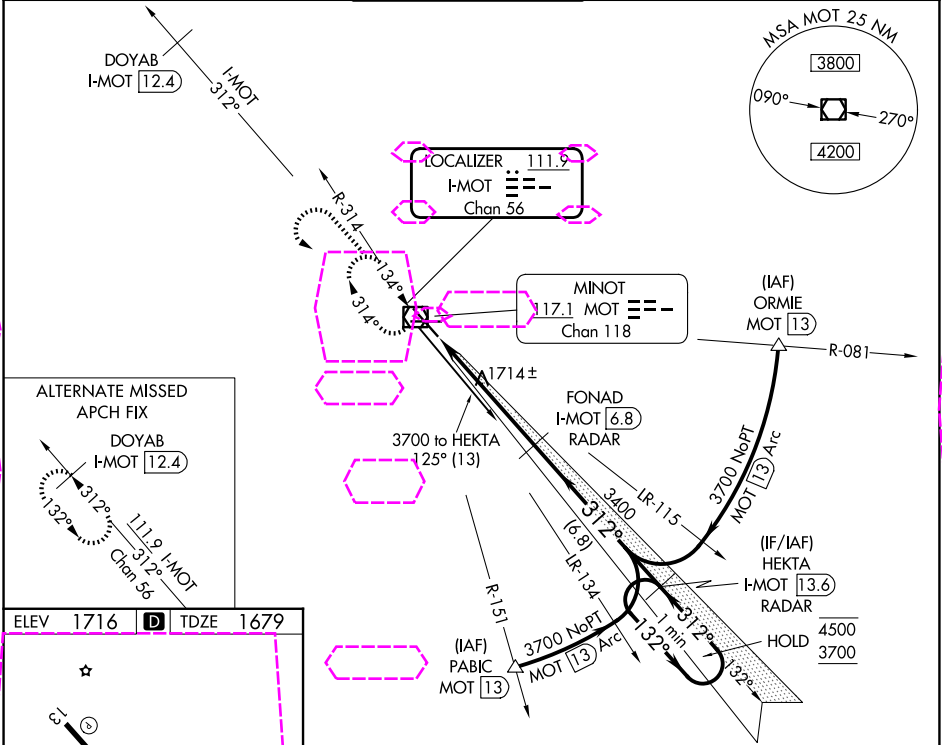 DOYAB
I-MOT 12.4
I-MOT
312°
MSA MOT 25 NM
3800
090°
270°
4200
LOCALIZER 111.9
I-MOT
Chan 56
R-314
134°
314°
MINOT
117.1 MOT
Chan 118
(IAF)
ORMIE
MOT 13
R-081
1714±
ALTERNATE MISSED
APCH FIX
DOYAB
I-MOT 12.4
312°
132°
111.9 I-MOT
312°
Chan 56
3700 to HEKTA
125° (13)
FONAD
I-MOT 6.8
RADAR
3700 NoPT
MOT 13 Arc
3400
312°
LR-115
(6.8)
LR-134
R-151
(IF/IAF)
HEKTA
I-MOT 13.6
RADAR
HOLD 4500
3700
1 min
312°
132°
132°
3700 NoPT
MOT 13 Arc
(IAF)
PABIC
MOT 13
ELEV 1716 D TDZE 1679
P
13